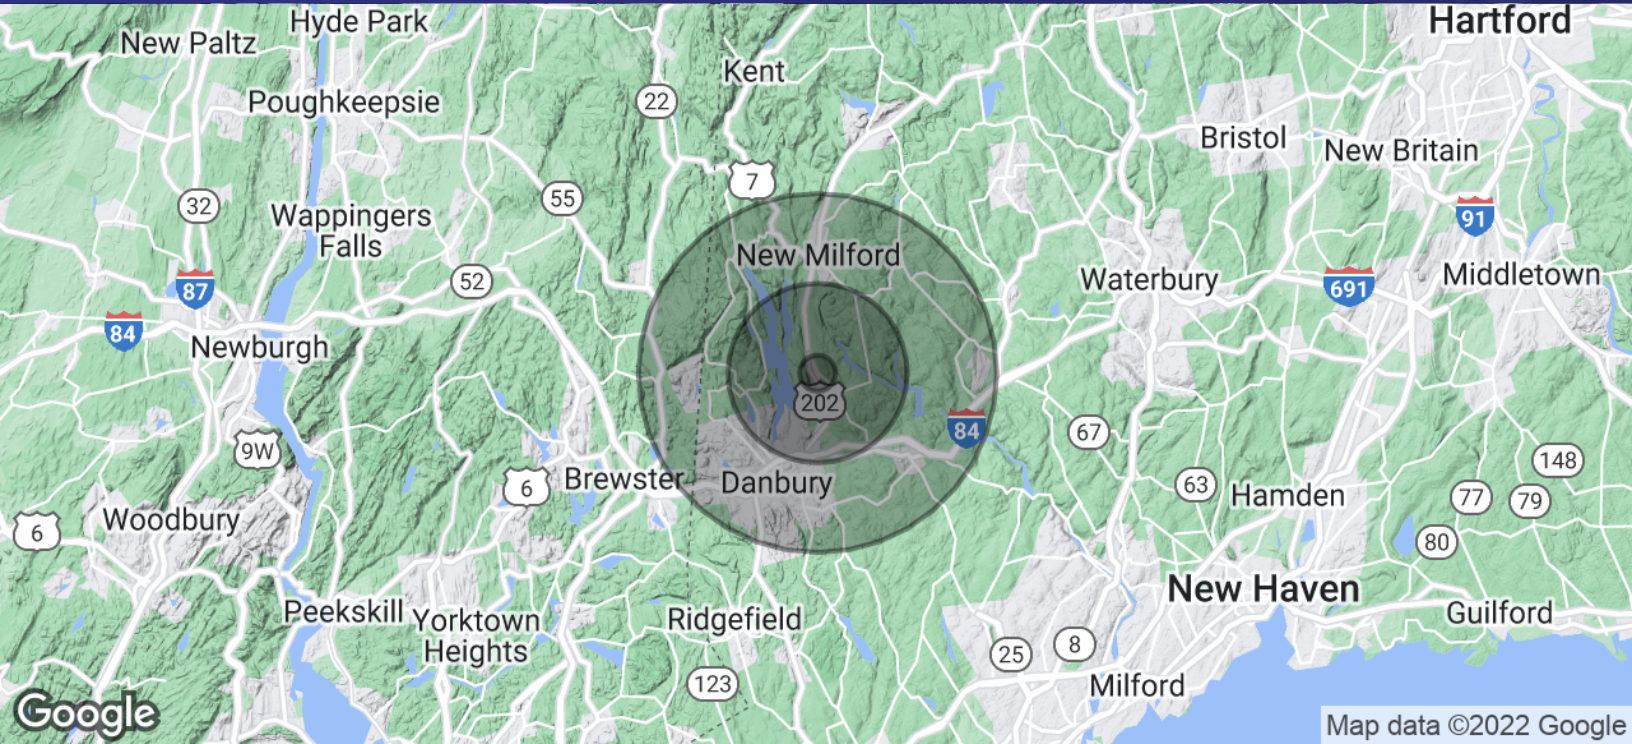 Hyde Park
Hartford
New Paltz
Kent
22
Poughkeepsie
Bristol
New Britain
7
55
32
Wappingers
Falls
91
New Milford
52
Waterbury
691
Middletown
87
84
Newburgh
202
84
67
9W
148
6
Brewster
Danbury
63
Hamden
77
79
6
Woodbury
80
New Haven
Peekskill
Yorktown
Heights
Ridgefield
Guilford
25
8
123
Milford
Google
Map data ©2022 Google